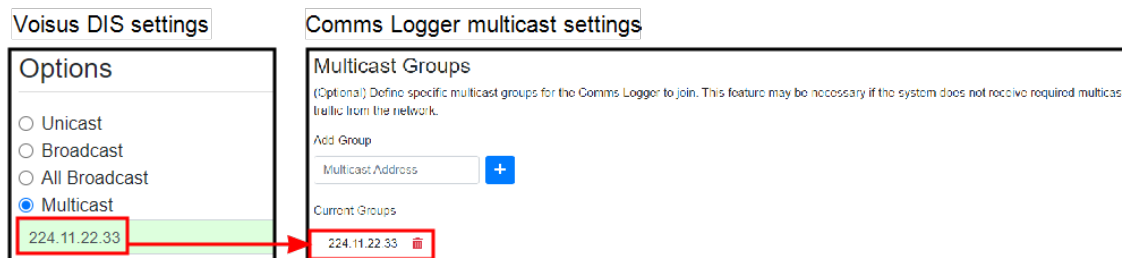 Voisus DIS settings
Comms Logger multicast settings
Options
Unicast
Broadcast
All Broadcast
Multicast
224.11.22.33
Multicast Groups
(Optional) Define specific multicast groups for the Comms Logger to join. This feature may be necessary if the system does not receive required multicas
traffic from the network.
Add Group
Multicast Address
+
Current Groups
224.11.22.33